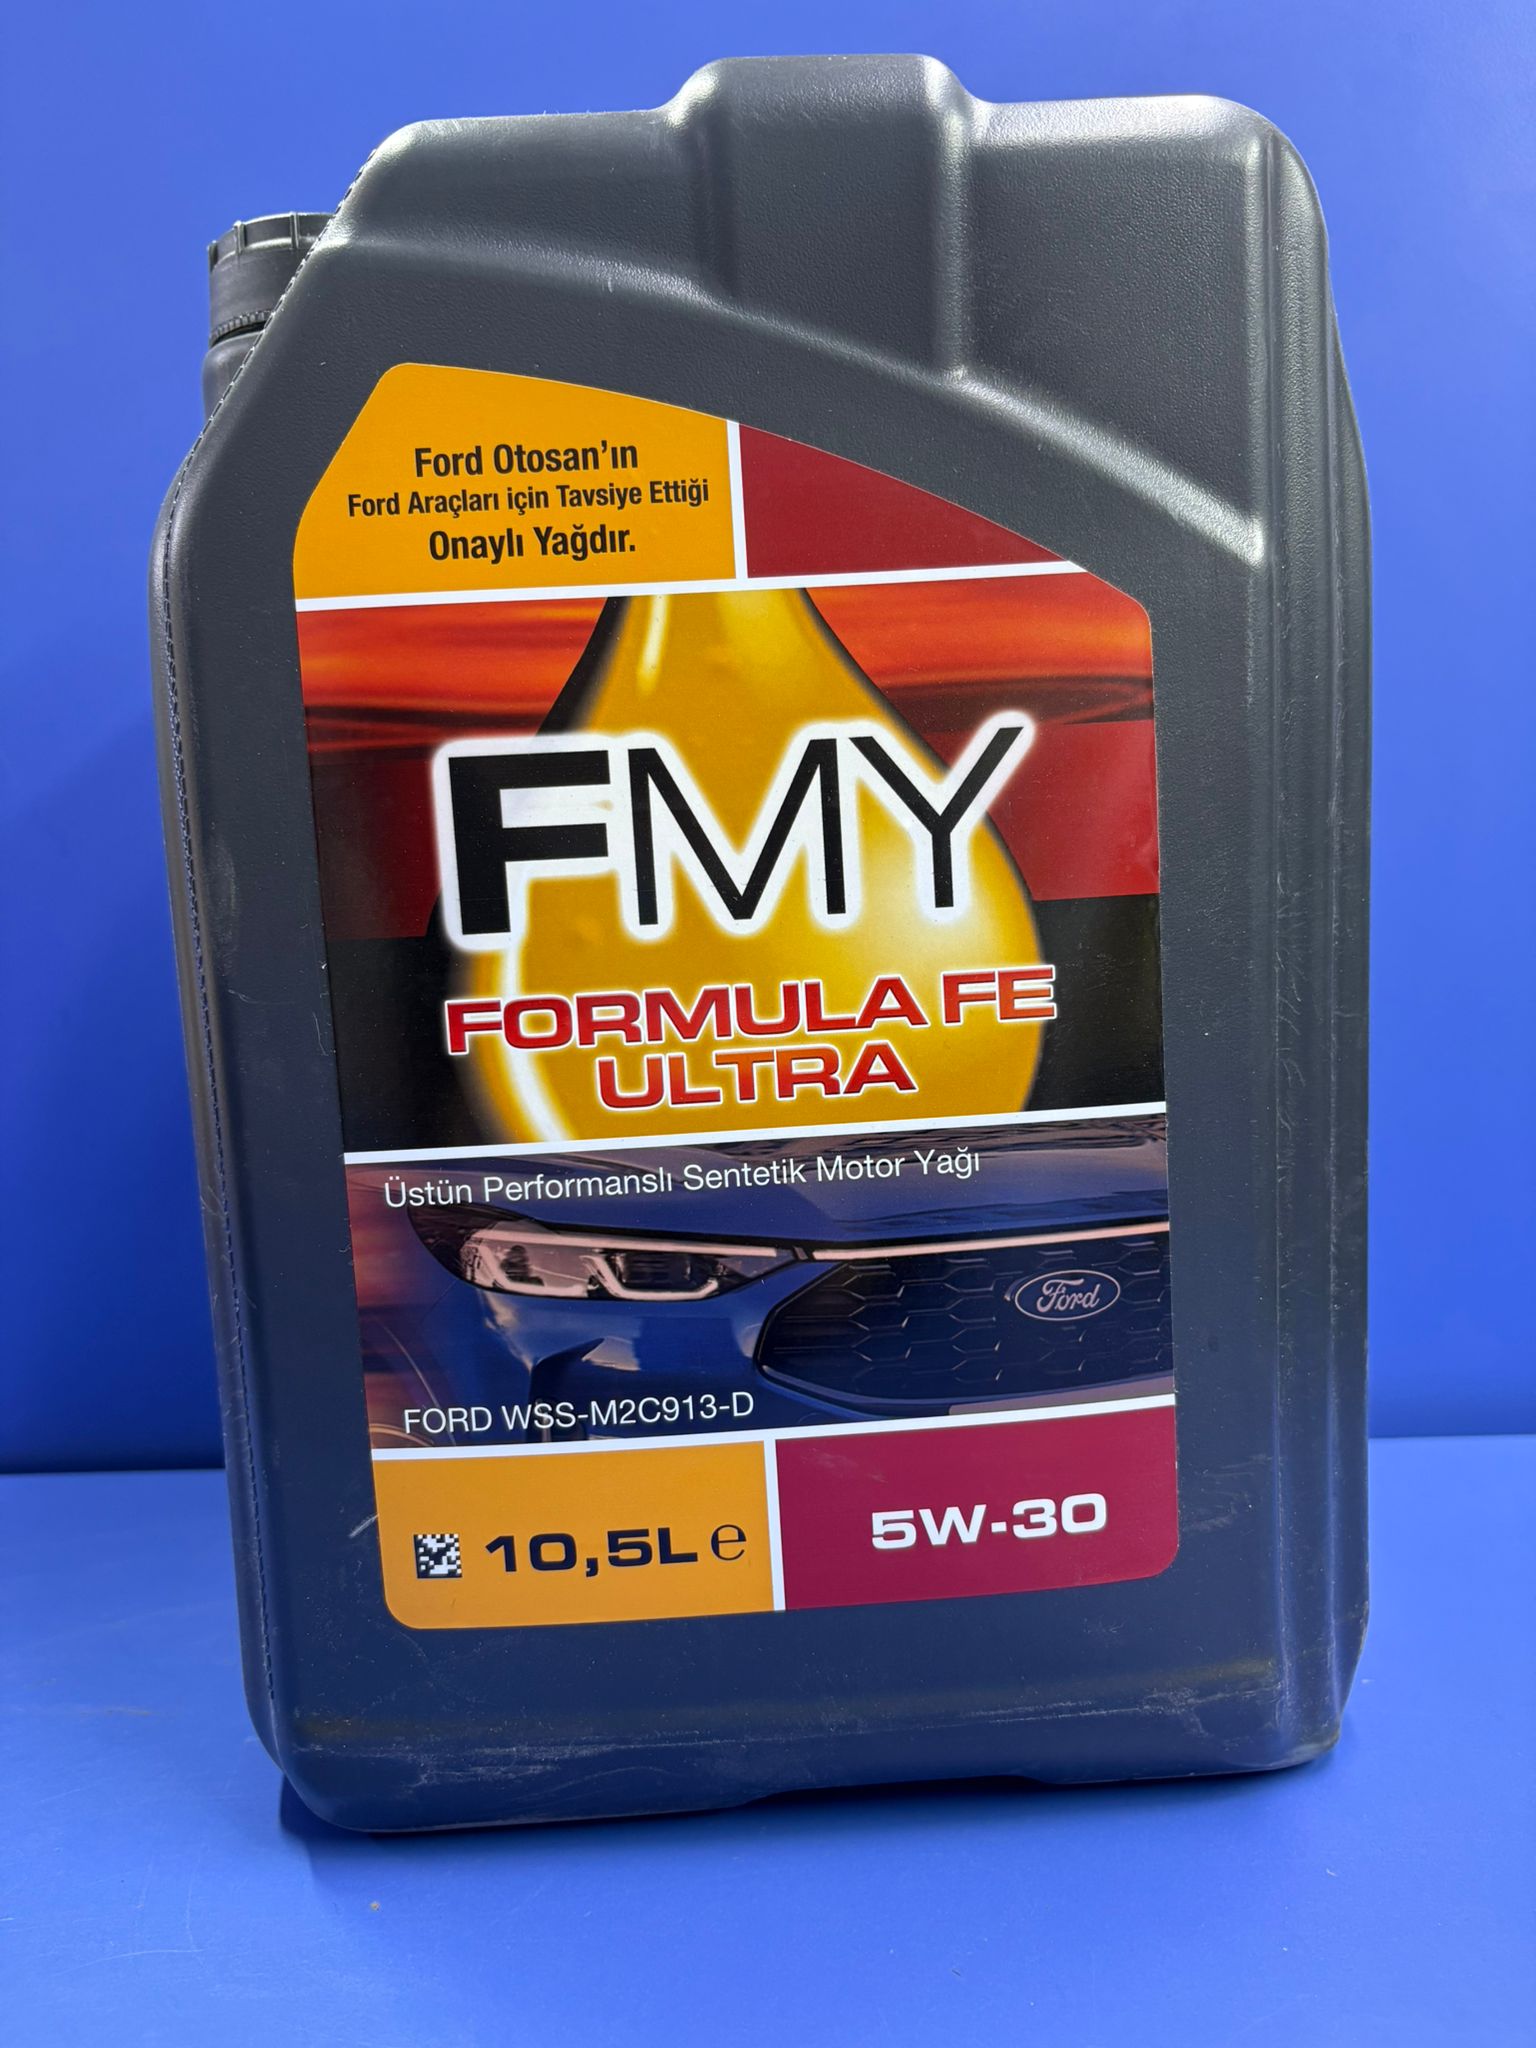 Ford Otosan'ın
Ford Araçları için Tavsiye Ettiği
Onaylı Yağdır.
FMY
FORMULA FE
ULTRA
Üstün Performanslı Sentetik Motor Yağı
Ford
FORD WSS-M2C913-D
10,5L e
5W-30